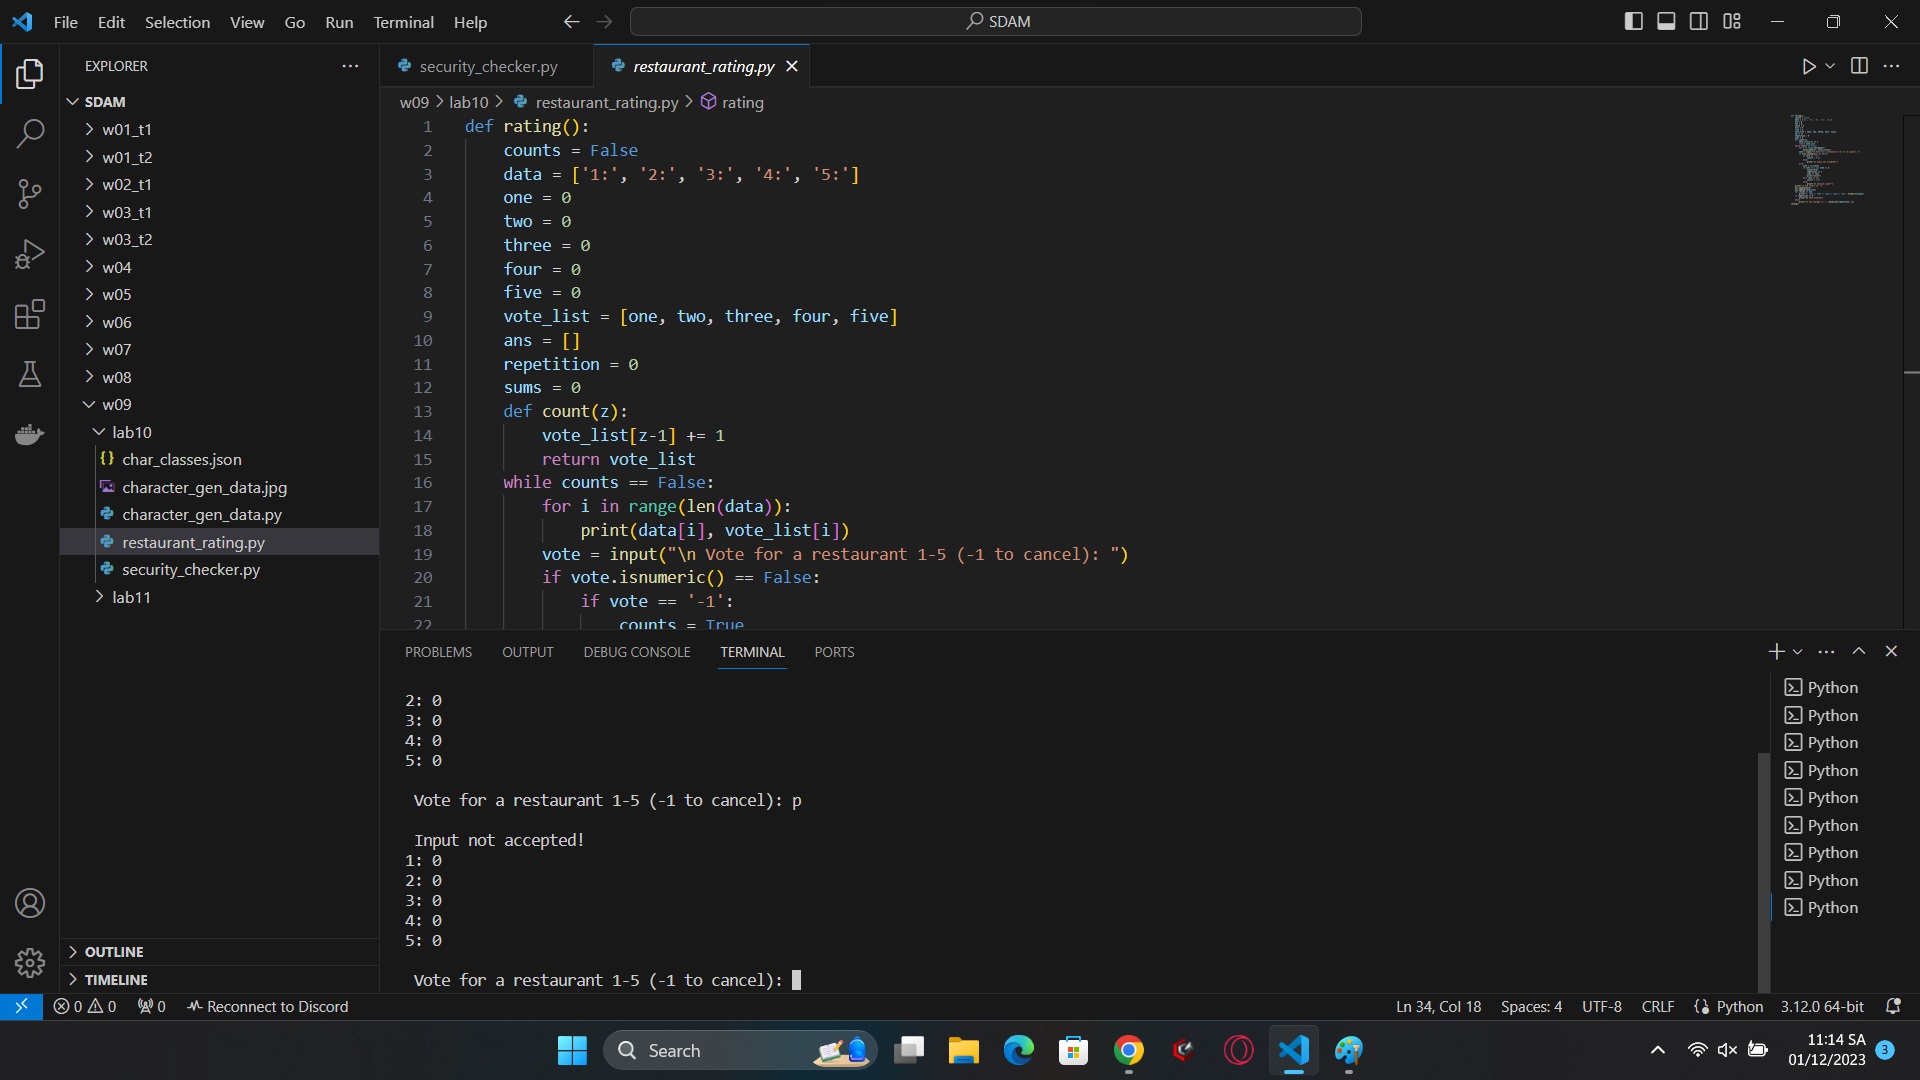 File Edit Selection View Go Run Terminal Help SDAM
EXPLORER
SDAM
w01_t1
w01_t2
w02_t1
w03_t1
w03_t2
w04
w05
w06
w07
w08
w09
lab10
char_classes.json
character_gen_data.jpg
character_gen_data.py
restaurant_rating.py
security_checker.py
lab11
OUTLINE
TIMELINE
security_checker.py restaurant_rating.py
w09 > lab10 > restaurant_rating.py > rating
1 def rating():
2 counts = False
3 data = ['1:', '2:', '3:', '4:', '5:']
4 one = 0
5 two = 0
6 three = 0
7 four = 0
8 five = 0
9 vote_list = [one, two, three, four, five]
10 ans = []
11 repetition = 0
12 sums = 0
13 def count(z):
14 vote_list[z-1] += 1
15 return vote_list
16 while counts == False:
17 for i in range(len(data)):
18 print(data[i], vote_list[i])
19 vote = input("\n Vote for a restaurant 1-5 (-1 to cancel): ")
20 if vote.isnumeric() == False:
21 if vote == '-1':
22 counts = True
PROBLEMS OUTPUT DEBUG CONSOLE TERMINAL PORTS
2: 0
3: 0
4: 0
5: 0
Vote for a restaurant 1-5 (-1 to cancel): p
Input not accepted!
1: 0
2: 0
3: 0
4: 0
5: 0
Vote for a restaurant 1-5 (-1 to cancel):
Python
Python
Python
Python
Python
Python
Python
Python
Python
0 0 0 Reconnect to Discord Ln 34, Col 18 Spaces: 4 UTF-8 CRLF Python 3.12.0 64-bit
Search
11:14 SA
01/12/2023 3